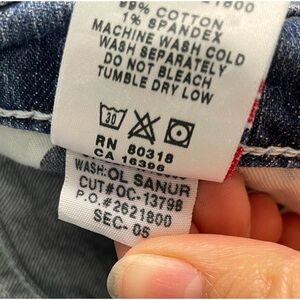 99% COTTON
1% SPANDEX
MACHINE WASH COLD
WASH SEPARATELY
DO NOT BLEACH
TUMBLE DRY LOW
30
RN 80318
CA 16396
WASH:OL SANUR
CUT#OC-13798
P.O.#2621800
SEC- 05